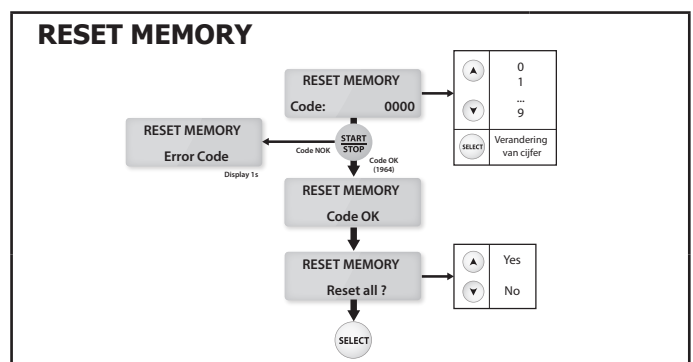 RESET MEMORY
RESET MEMORY
Code: 0000
0
1
...
9
SELECT
Verandering
van cijfer
RESET MEMORY
Error Code
Display 1s
Code NOK
START
STOP
Code OK
(1964)
RESET MEMORY
Code OK
RESET MEMORY
Reset all ?
Yes
No
SELECT